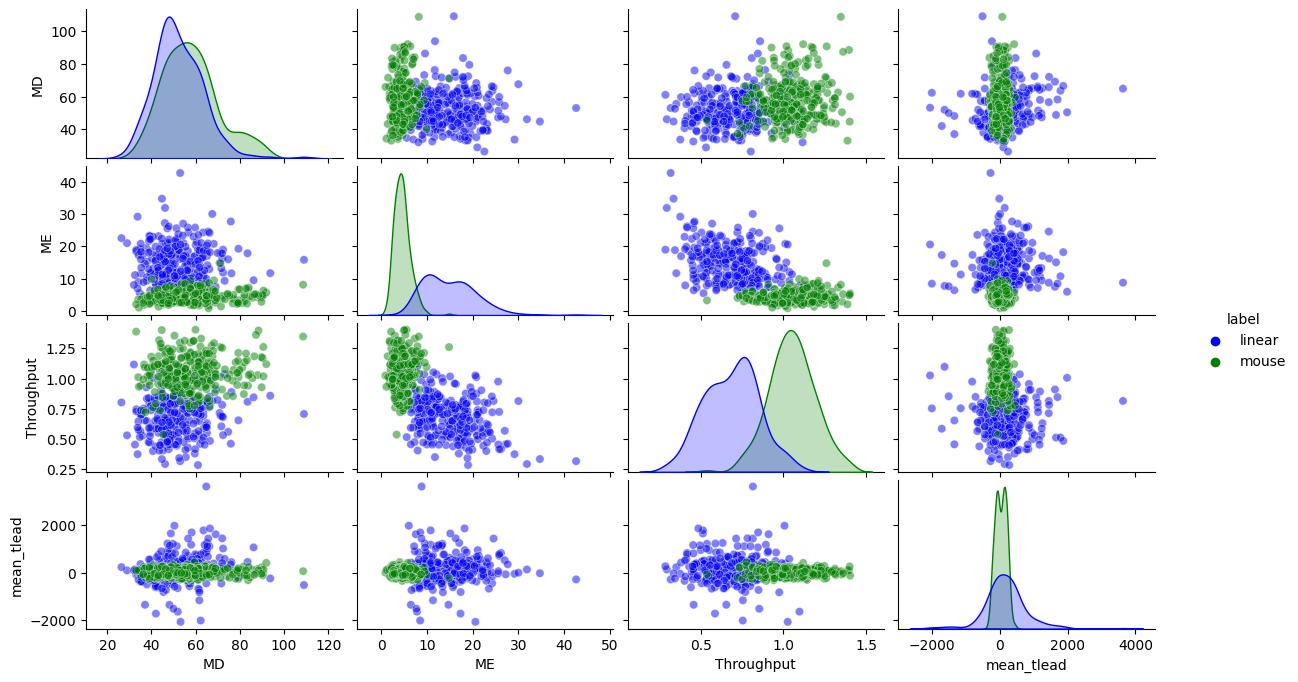 100
80
60
40
MD
40
30
20
10
0
ME
1.25
1.00
0.75
0.50
0.25
Throughput
2000
0
−2000
mean_tlead
20 40 60 80 100 120
MD
0 10 20 30 40 50
ME
0.5 1.0 1.5
Throughput
−2000 0 2000 4000
mean_tlead
label
linear
mouse